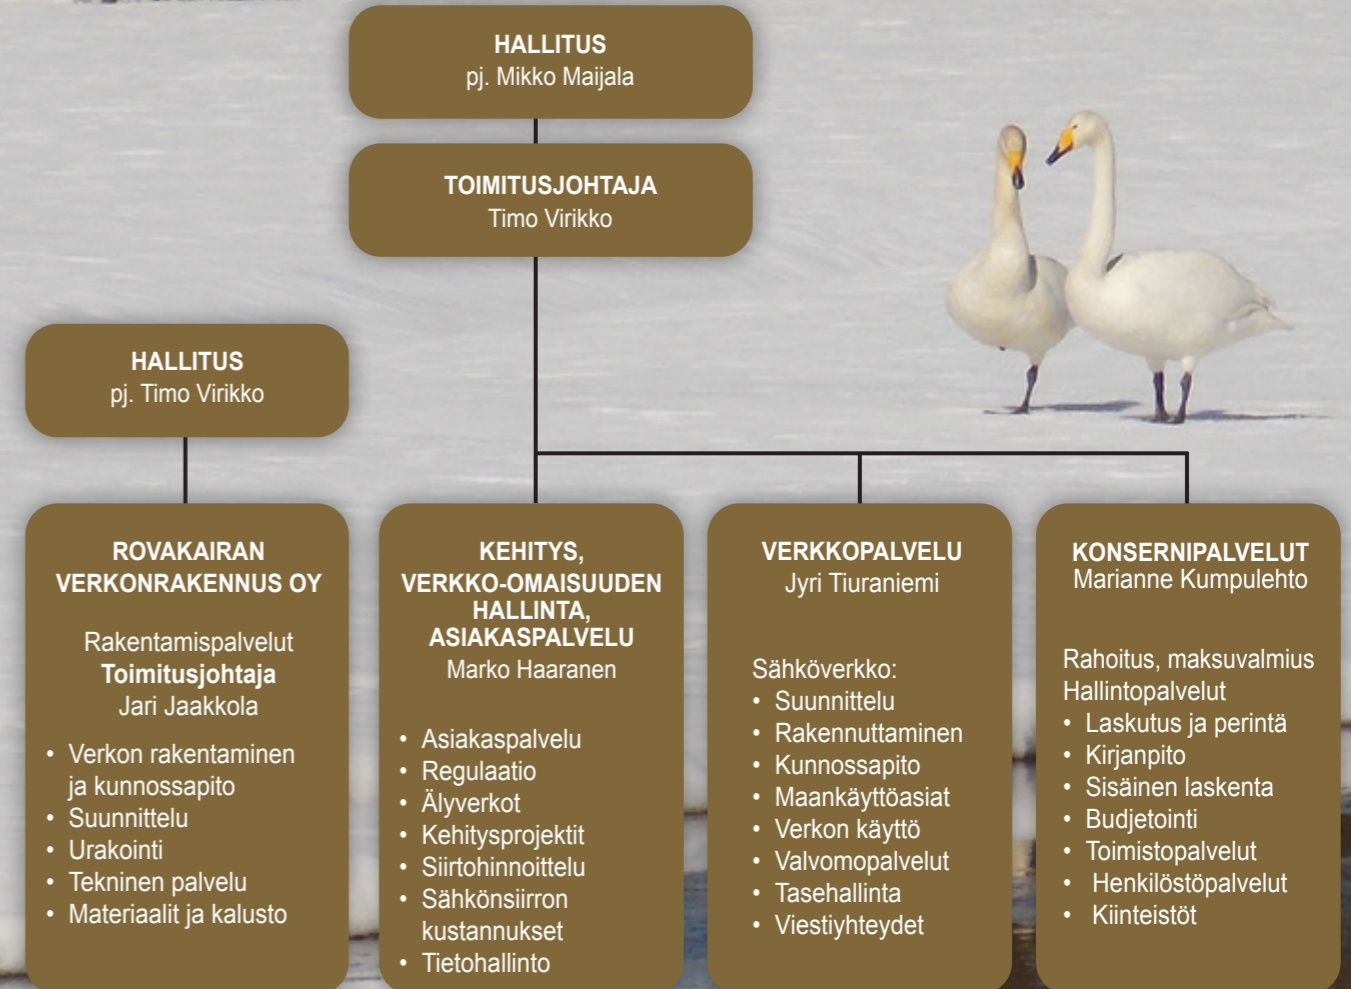 HALLITUS
pj. Mikko Maijala
TOIMITUSJOHTAJA
Timo Virikko
HALLITUS
pj. Timo Virikko
ROVAKAIRAN
VERKONRAKENNUS OY
Rakentamispalvelut
Toimitusjohtaja
Jari Jaakkola
• Verkon rakentaminen
ja kunnossapito
• Suunnittelu
• Urakointi
• Tekninen palvelu
• Materiaalit ja kalusto
KEHITYS,
VERKKO-OMAISUUDEN
HALLINTA,
ASIAKASPALVELU
Marko Haaranen
• Asiakaspalvelu
• Regulaatio
• Älyverkot
• Kehitysprojektit
• Siirtohinnoittelu
• Sähkönsiirron
kustannukset
• Tietohallinto
VERKKOPALVELU
Jyri Tiuraniemi
Sähköverkko:
• Suunnittelu
• Rakennuttaminen
• Kunnossapito
• Maankäyttöasiat
• Verkon käyttö
• Valvomopalvelut
• Tasehallinta
• Viestiyhteydet
KONSERNIPALVELUT
Marianne Kumpulehto
Rahoitus, maksuvalmius
Hallintopalvelut
• Laskutus ja perintä
• Kirjanpito
• Sisäinen laskenta
• Budjetointi
• Toimistopalvelut
• Henkilöstöpalvelut
• Kiinteistöt